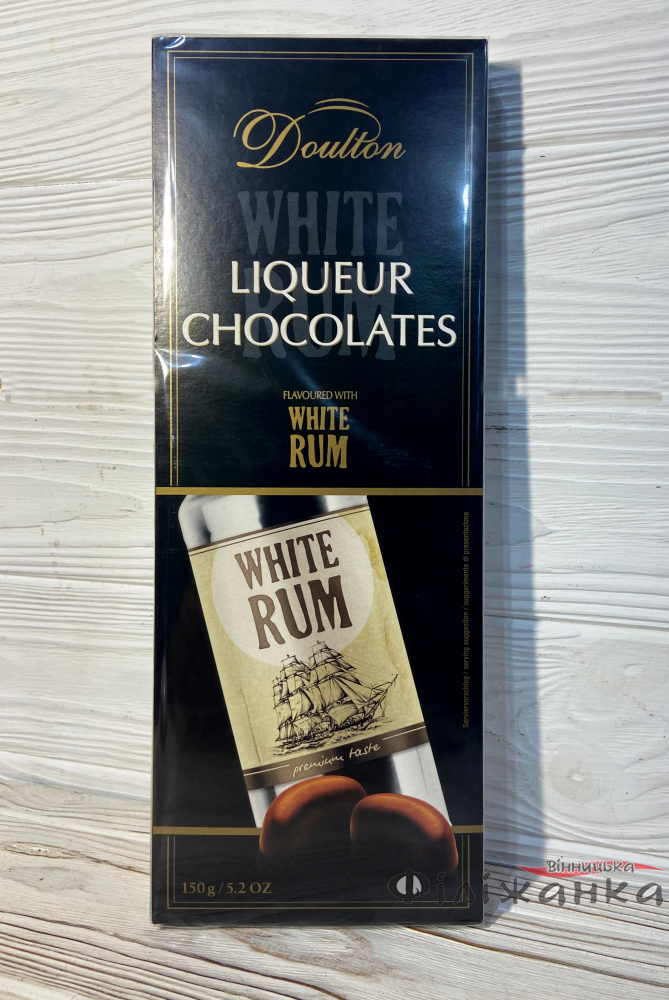 Doulton
WHITE
RUM
LIQUEUR
CHOCOLATES
FLAVOURED WITH
WHITE
RUM
WHITE
RUM
premium taste
Serviervorschlag / serving suggestion / suggerimento di presentazione
150 g / 5.2 OZ
Вінницька
Філіжанка